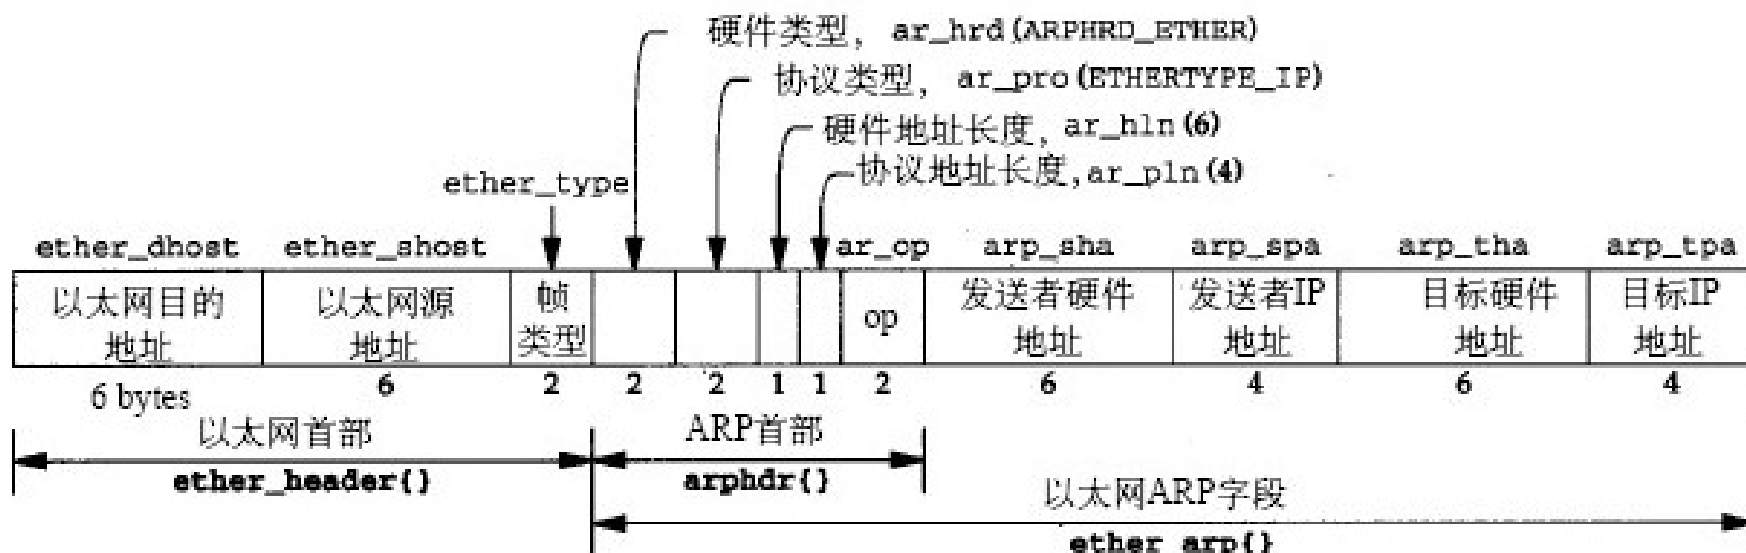 硬件类型, ar_hrd(ARPHRD_ETHER)
协议类型, ar_pro(ETHERTYPE_IP)
硬件地址长度, ar_hln(6)
协议地址长度, ar_pln(4)
ether_type
ether_dhost ether_shost ar_op arp_sha arp_spa arp_tha arp_tpa
以太网目的地址 以太网源地址 帧类型 op 发送者硬件地址 发送者IP地址 目标硬件地址 目标IP地址
6 bytes 6 2 2 2 1 1 2 6 4 6 4
以太网首部 ARP首部
ether_header{} arphdr{}
以太网ARP字段
ether_arp{}